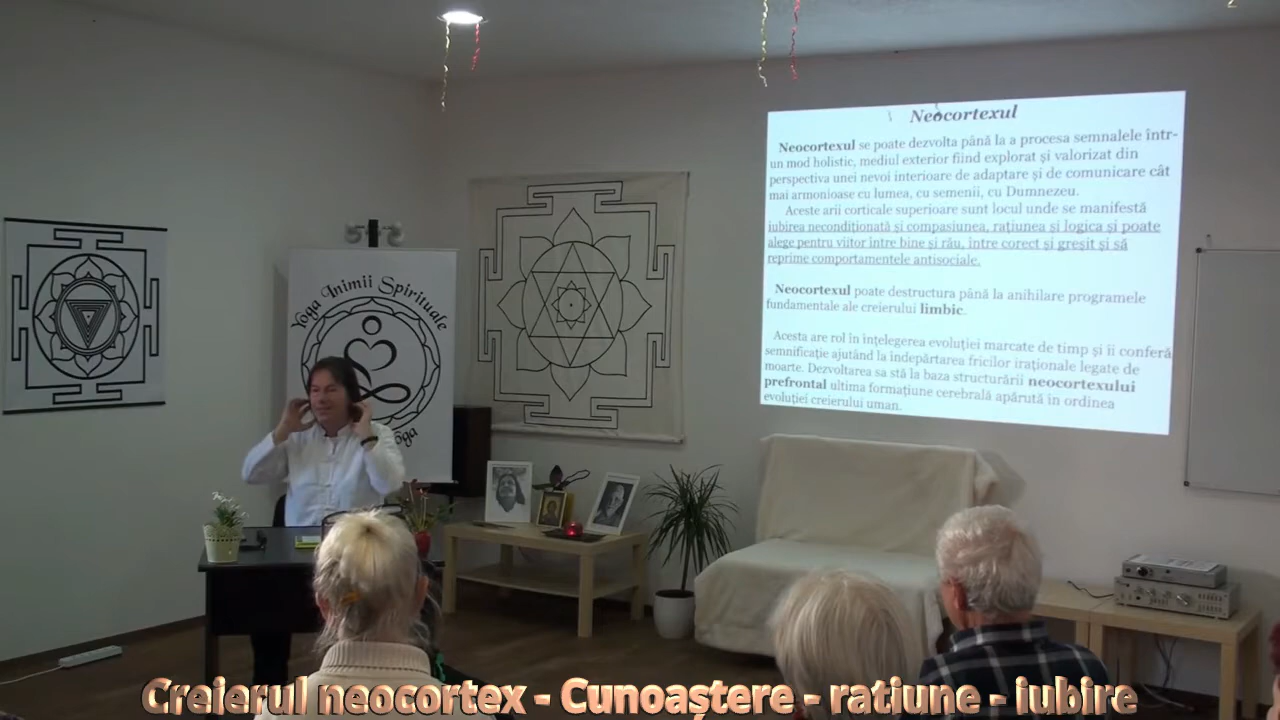 Neocortexul
Neocortexul se poate dezvolta până la a procesa semnalele într-
un mod holistic, mediul exterior fiind explorat și valorizat din
perspectiva unei nevoi interioare de adaptare și de comunicare cât
mai armonioase cu lumea, cu semenii, cu Dumnezeu.
Aceste arii corticale superioare sunt locul unde se manifestă
iubirea necondiționată și compasiunea, rațiunea și logica și poate
alege pentru viitor între bine și rău, între corect și greșit și să
reprime comportamentele antisociale.
Neocortexul poate destructura până la anihilare programele
fundamentale ale creierului limbic.
Acesta are rol în înțelegerea evoluției marcate de timp și îi conferă
semnificație ajutând la îndepărtarea fricilor iraționale legate de
moarte. Dezvoltarea sa stă la baza structurării neocortexului
prefrontal ultima formațiune cerebrală apărută în ordinea
evoluției creierului uman.
Yoga Inimii Spirituale
Yoga
Creierul neocortex - Cunoaștere - rațiune - iubire